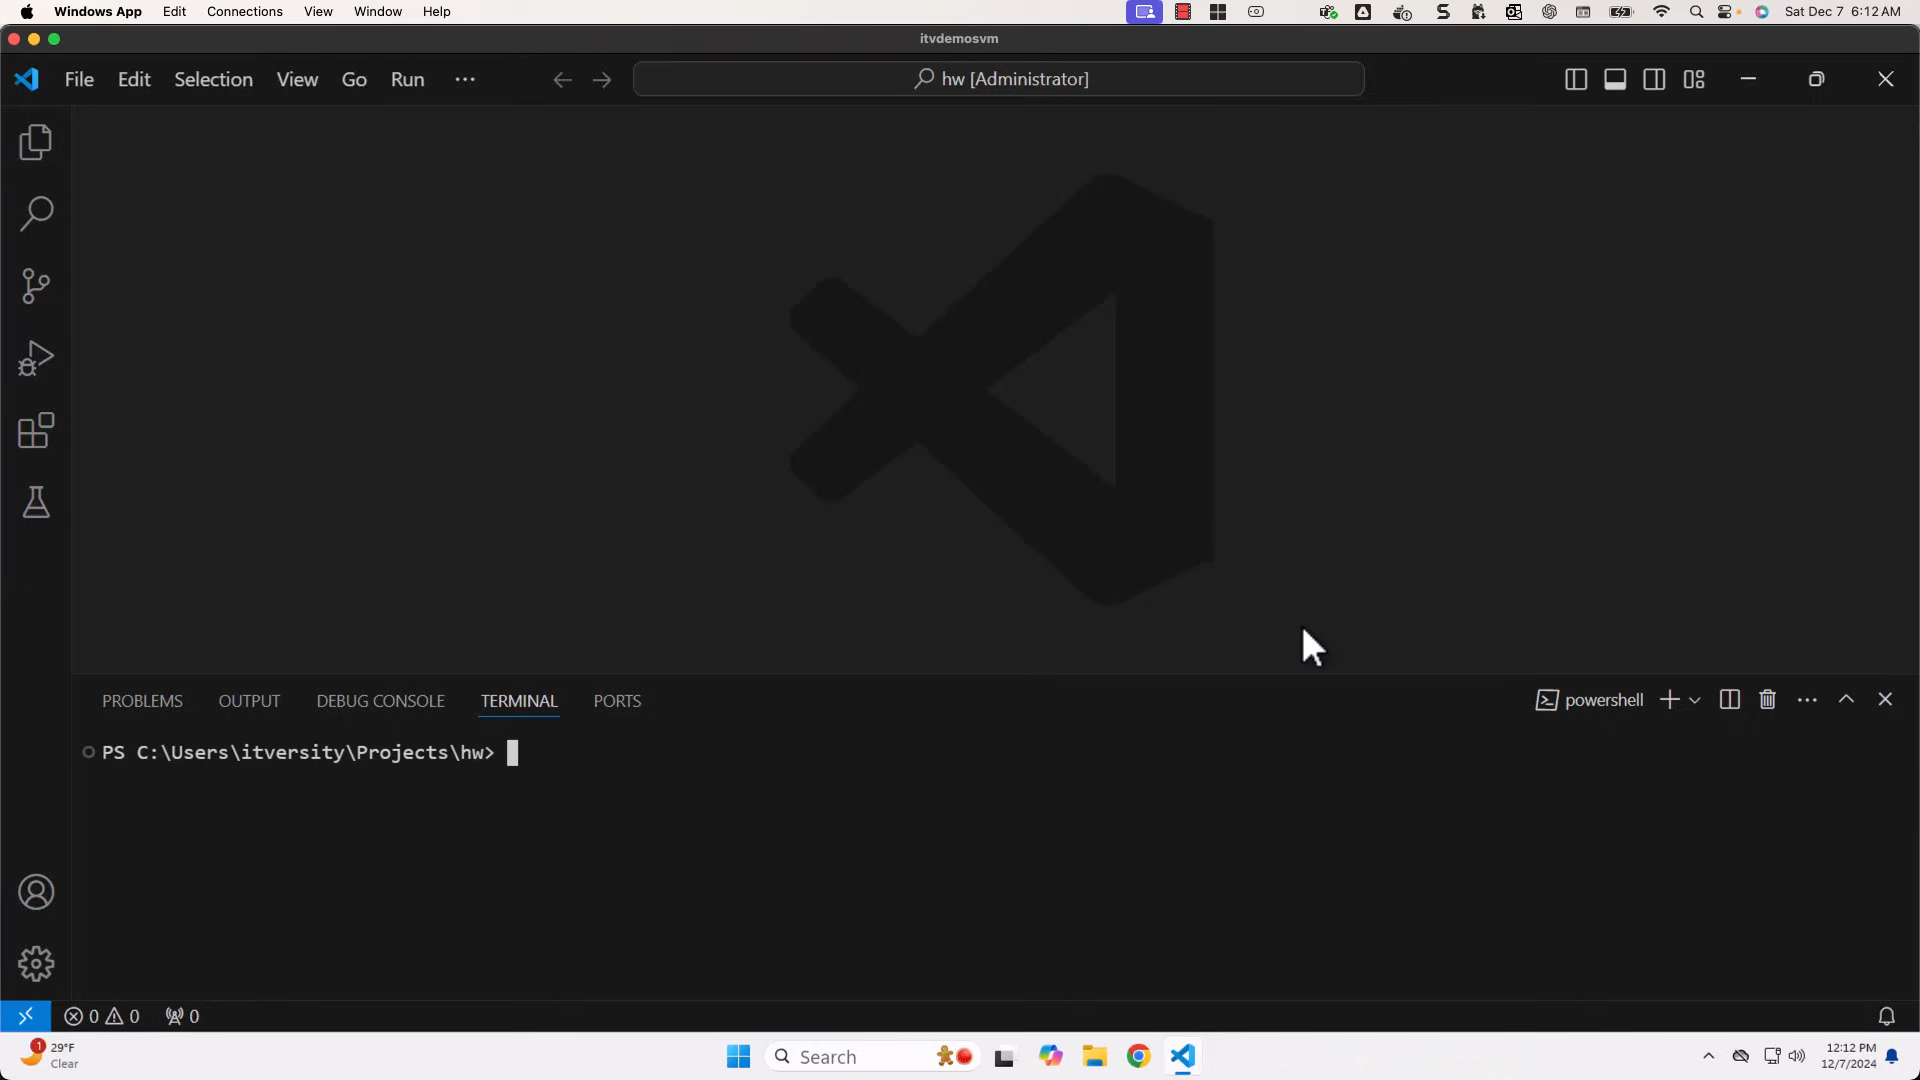 Windows App Edit Connections View Window Help Sat Dec 7 6:12 AM
itvdemosvm
File Edit Selection View Go Run ··· hw [Administrator]
PROBLEMS OUTPUT DEBUG CONSOLE TERMINAL PORTS powershell
PS C:\Users\itversity\Projects\hw>
0 0 0
1 29°F
Clear
Search
12:12 PM
12/7/2024